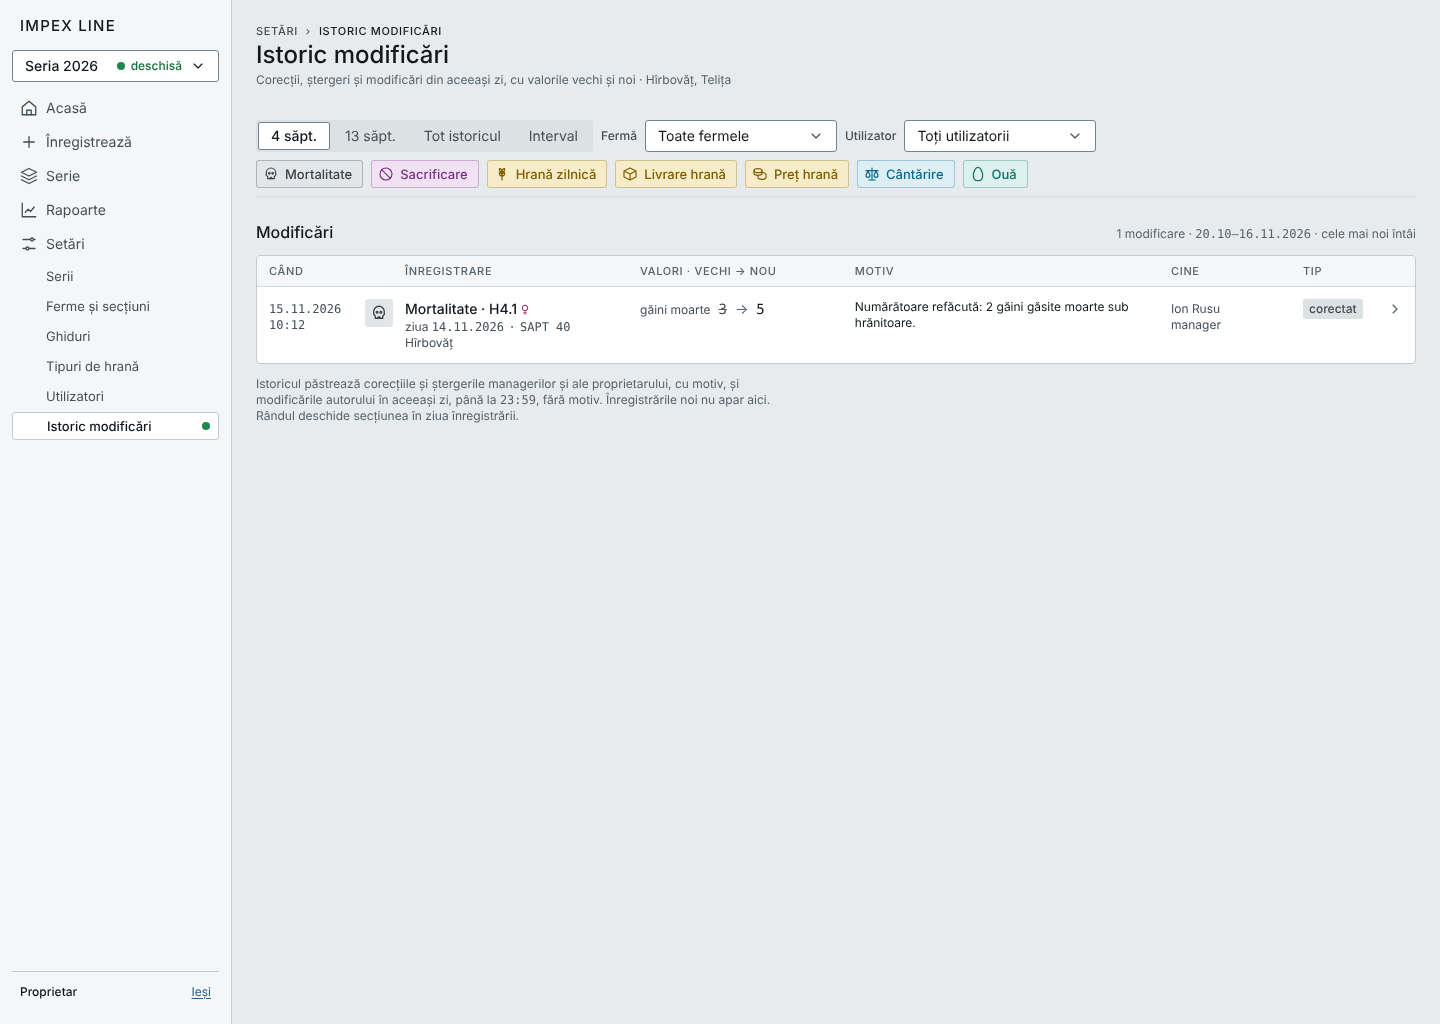 IMPEX LINE
Seria 2026 deschisă
Acasă
Înregistrează
Serie
Rapoarte
Setări
Serii
Ferme și secțiuni
Ghiduri
Tipuri de hrană
Utilizatori
Istoric modificări
Proprietar Ieși
SETĂRI › ISTORIC MODIFICĂRI
Istoric modificări
Corecții, ștergeri și modificări din aceeași zi, cu valorile vechi și noi · Hîrbovăț, Telița
4 săpt. 13 săpt. Tot istoricul Interval Fermă Toate fermele Utilizator Toți utilizatorii
Mortalitate Sacrificare Hrană zilnică Livrare hrană Preț hrană Cântărire Ouă
Modificări 1 modificare · 20.10–16.11.2026 · cele mai noi întâi
CÂND ÎNREGISTRARE VALORI · VECHI → NOU MOTIV CINE TIP
15.11.2026 Mortalitate · H4.1 ♀ găini moarte 3 → 5 Numărătoare refăcută: 2 găini găsite moarte sub Ion Rusu corectat
10:12 ziua 14.11.2026 · SAPT 40 hrănitoare. manager
Hîrbovăț
Istoricul păstrează corecțiile și ștergerile managerilor și ale proprietarului, cu motiv, și
modificările autorului în aceeași zi, până la 23:59, fără motiv. Înregistrările noi nu apar aici.
Rândul deschide secțiunea în ziua înregistrării.